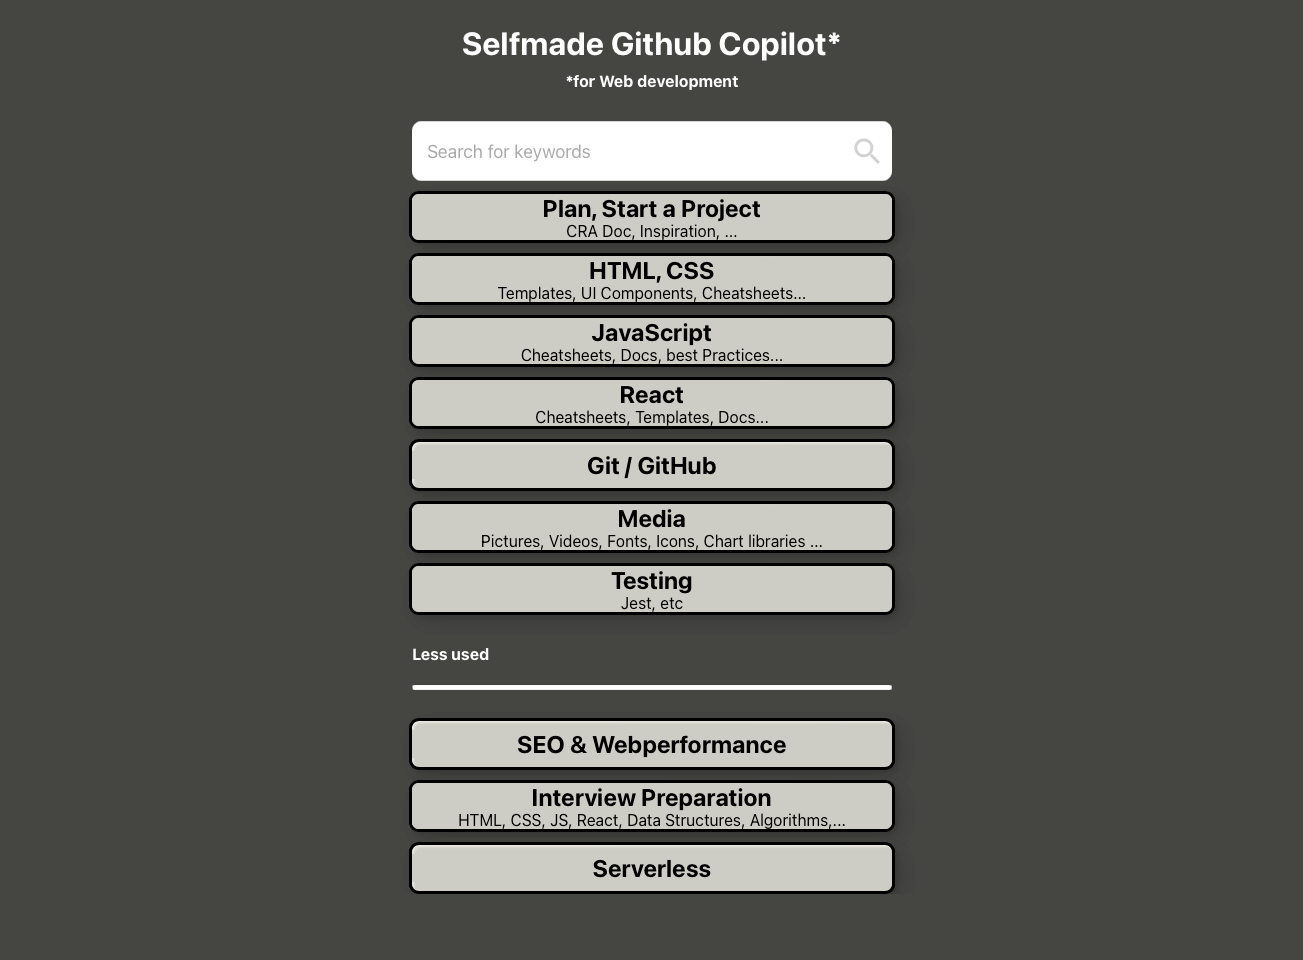 Selfmade Github Copilot*
*for Web development
Search for keywords
Plan, Start a Project
CRA Doc, Inspiration, ...
HTML, CSS
Templates, UI Components, Cheatsheets...
JavaScript
Cheatsheets, Docs, best Practices...
React
Cheatsheets, Templates, Docs...
Git / GitHub
Media
Pictures, Videos, Fonts, Icons, Chart libraries ...
Testing
Jest, etc
Less used
SEO & Webperformance
Interview Preparation
HTML, CSS, JS, React, Data Structures, Algorithms,...
Serverless